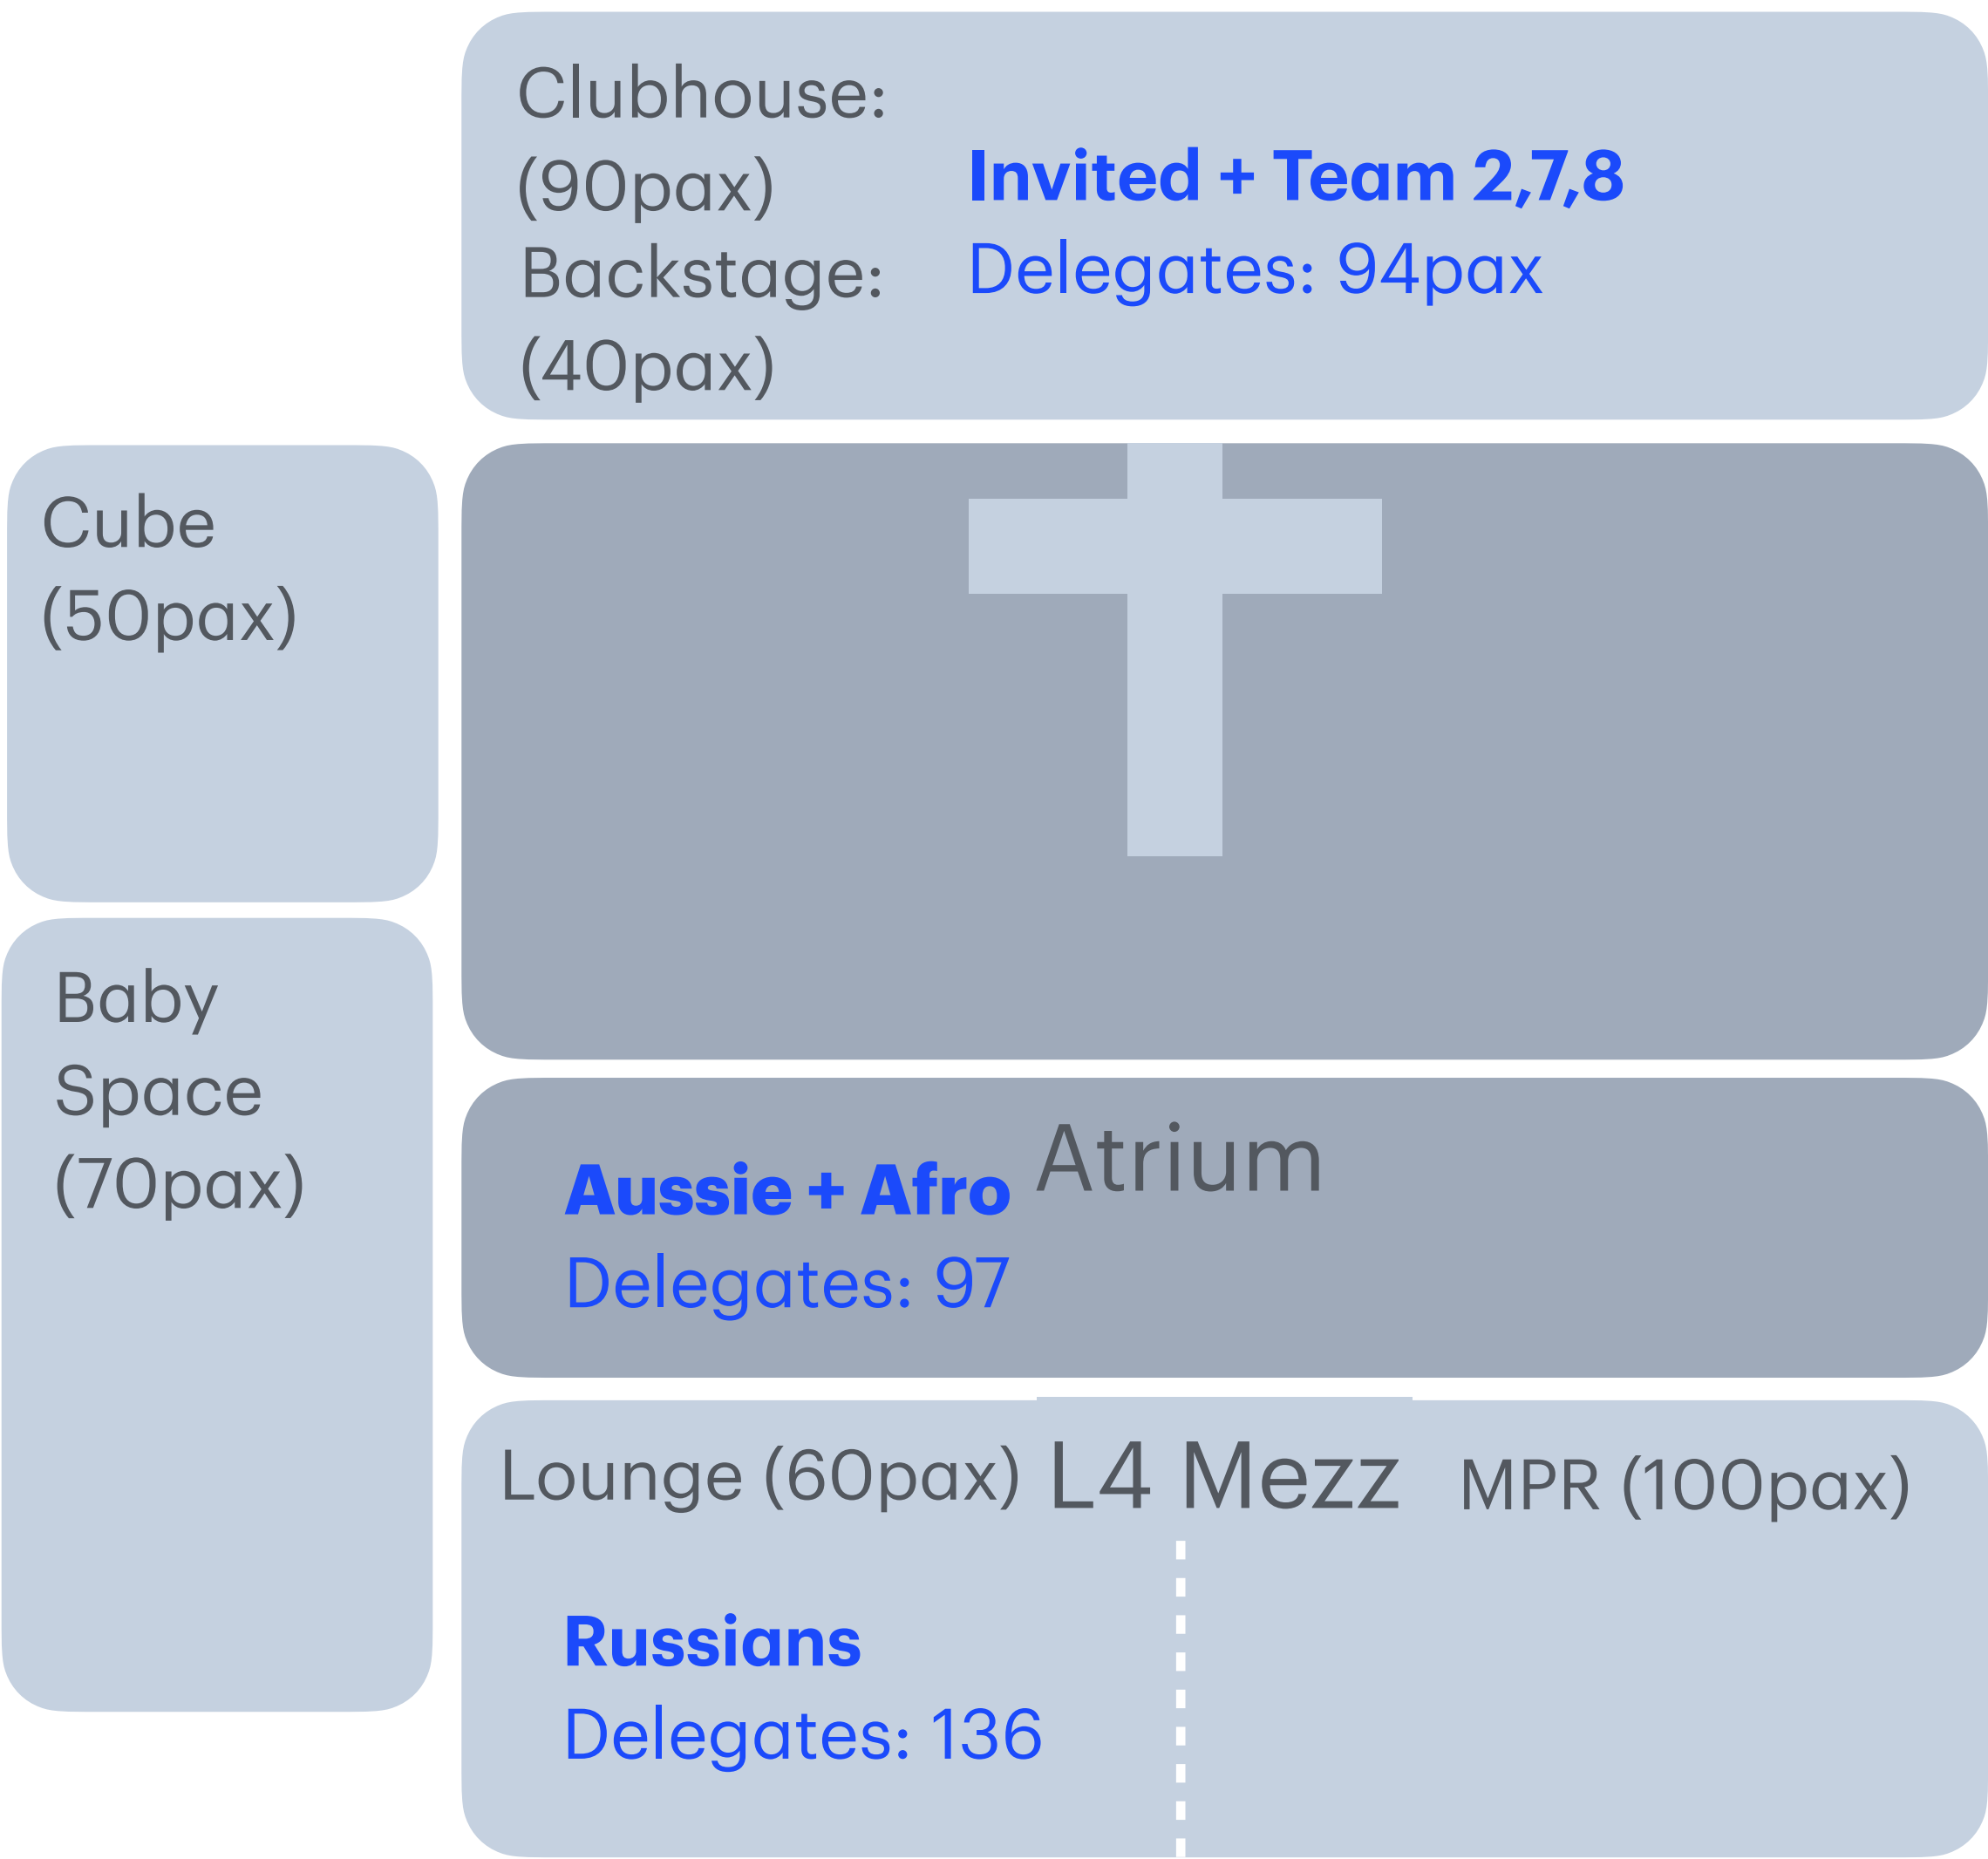 Clubhouse:
(90pax)
Backstage:
(40pax)
Invited + Team 2,7,8
Delegates: 94pax
Cube
(50pax)
Baby
Space
(70pax)
Atrium
Aussie + Afro
Delegates: 97
Lounge (60pax)
L4 Mezz
MPR (100pax)
Russians
Delegates: 136